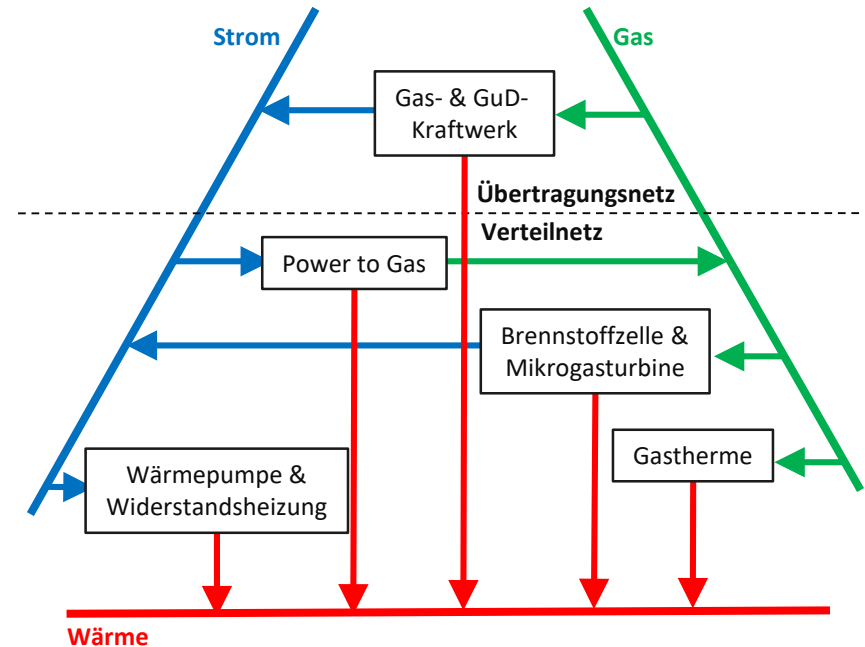 Strom
Gas
Gas- & GuD-
Kraftwerk
Übertragungsnetz
Verteilnetz
Power to Gas
Brennstoffzelle &
Mikrogasturbine
Gastherme
Wärmepumpe &
Widerstandsheizung
Wärme